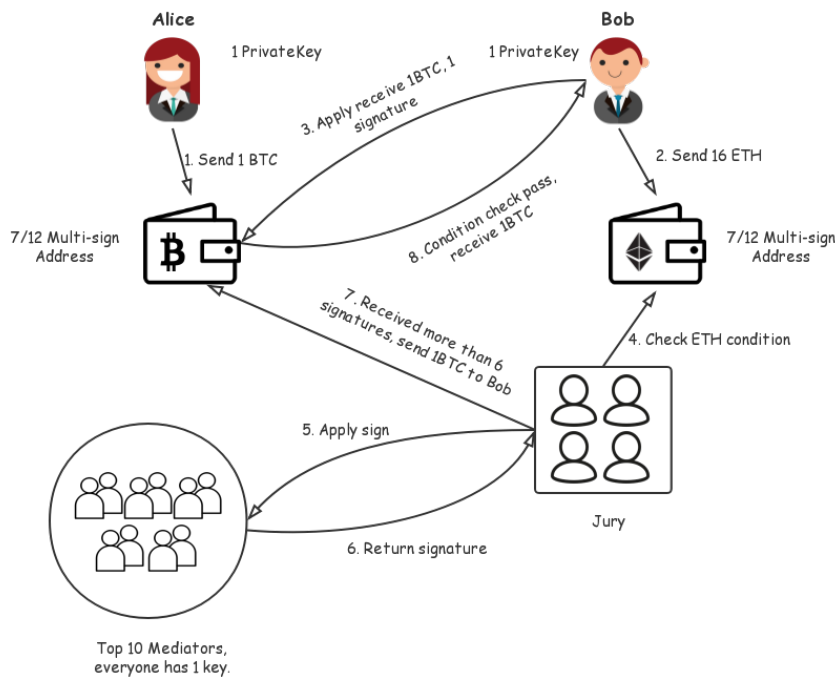 Alice
Bob
1 PrivateKey
1 PrivateKey
3. Apply receive 1BTC, 1
signature
1. Send 1 BTC
2. Send 16 ETH
7/12 Multi-sign
Address
8. Condition check pass,
receive 1BTC
7/12 Multi-sign
Address
7. Received more than 6
signatures, send 1BTC to Bob
4. Check ETH condition
5. Apply sign
Jury
6. Return signature
Top 10 Mediators,
everyone has 1 key.